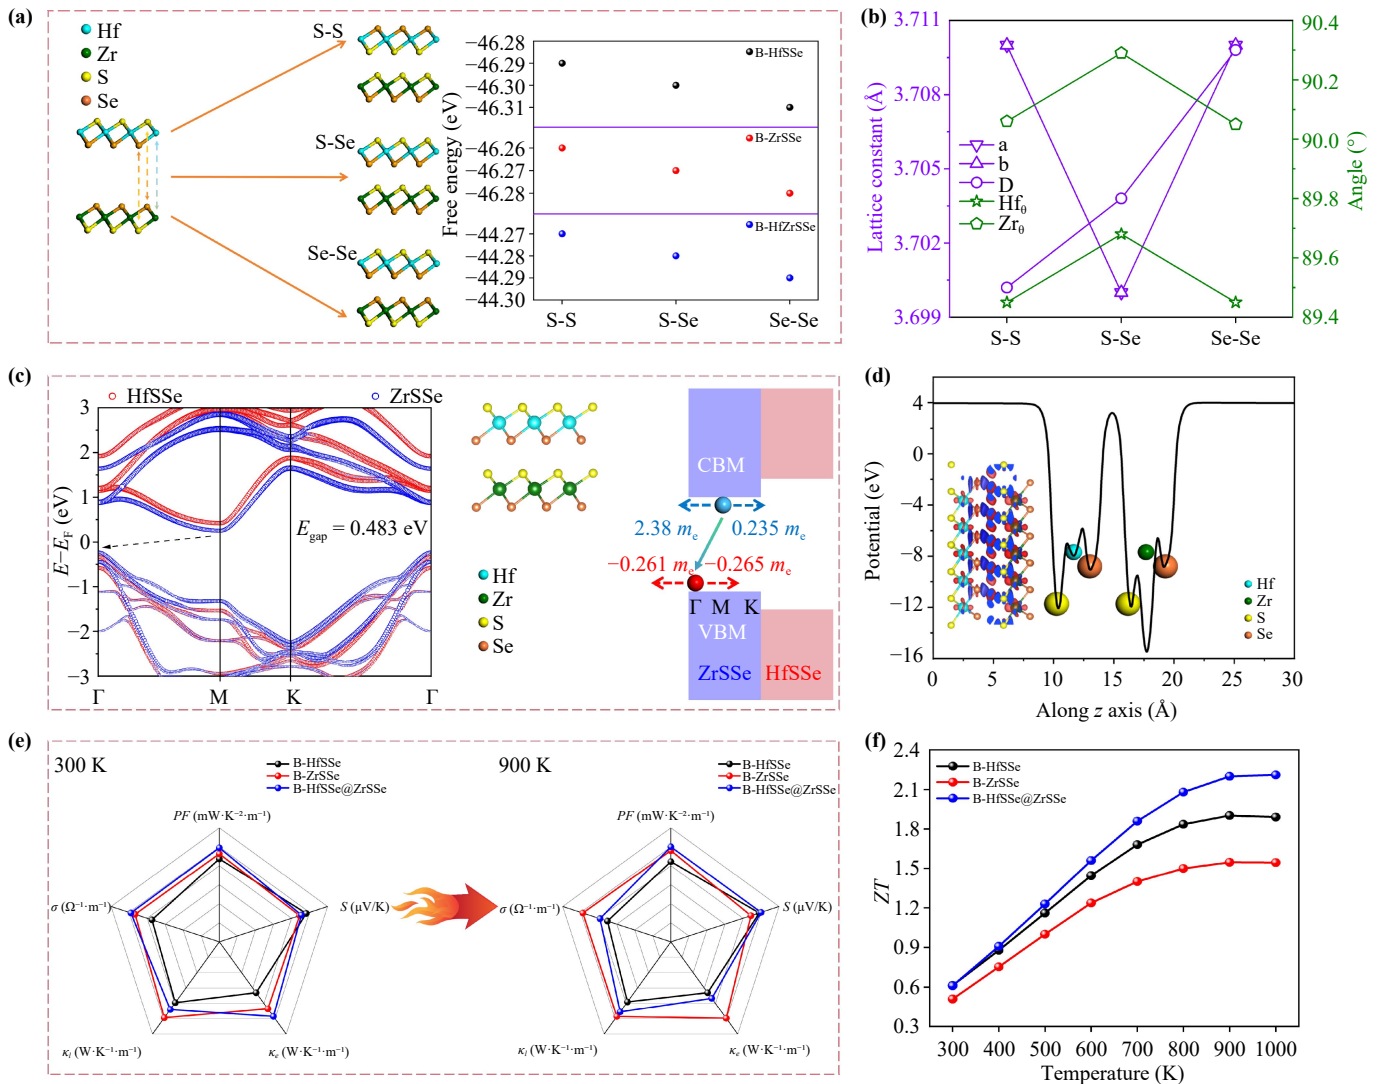 (a)
Hf
Zr
S
Se
S-S
S-Se
Se-Se
Free energy (eV)
−46.28
−46.29
−46.30
−46.31
−46.26
−46.27
−46.28
−44.27
−44.28
−44.29
−44.30
B-HfSSe
B-ZrSSe
B-HfZrSSe
S-S S-Se Se-Se
(b)
Lattice constant (Å)
3.711
3.708
3.705
3.702
3.699
a
b
D
Hfθ
Zrθ
90.4
90.2
90.0
89.8
89.6
89.4
Angle (°)
S-S S-Se Se-Se
(c)
HfSSe ZrSSe
E−EF (eV)
3
2
1
0
−1
−2
−3
Egap = 0.483 eV
Γ M K Γ
Hf
Zr
S
Se
CBM
2.38 me 0.235 me
−0.261 me −0.265 me
Γ M K
VBM
ZrSSe HfSSe
(d)
Potential (eV)
4
0
−4
−8
−12
−16
Hf
Zr
S
Se
0 5 10 15 20 25 30
Along z axis (Å)
(e)
300 K
B-HfSSe
B-ZrSSe
B-HfSSe@ZrSSe
PF (mW·K⁻²·m⁻¹)
σ (Ω⁻¹·m⁻¹)
S (μV/K)
κl (W·K⁻¹·m⁻¹)
κe (W·K⁻¹·m⁻¹)
900 K
B-HfSSe
B-ZrSSe
B-HfSSe@ZrSSe
PF (mW·K⁻²·m⁻¹)
σ (Ω⁻¹·m⁻¹)
S (μV/K)
κl (W·K⁻¹·m⁻¹)
κe (W·K⁻¹·m⁻¹)
(f)
ZT
2.4
2.1
1.8
1.5
1.2
0.9
0.6
0.3
B-HfSSe
B-ZrSSe
B-HfSSe@ZrSSe
300 400 500 600 700 800 900 1000
Temperature (K)